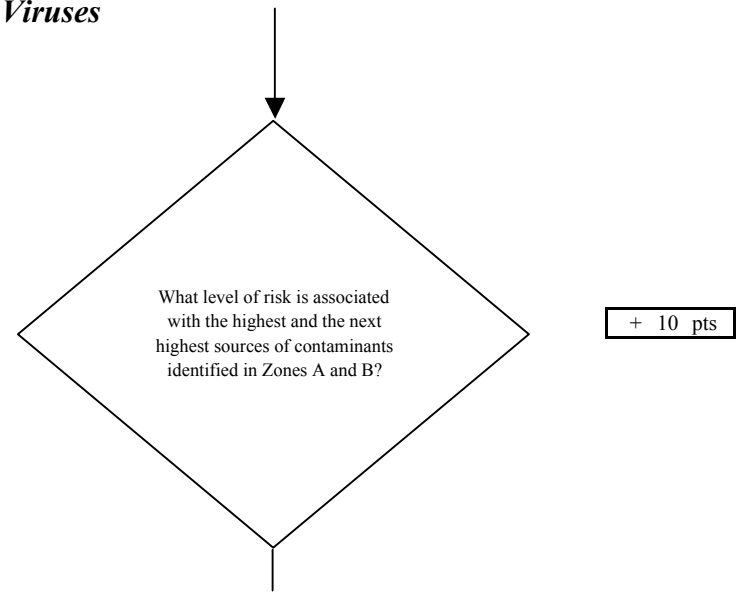 Viruses
What level of risk is associated
with the highest and the next
highest sources of contaminants
identified in Zones A and B?
+ 10 pts